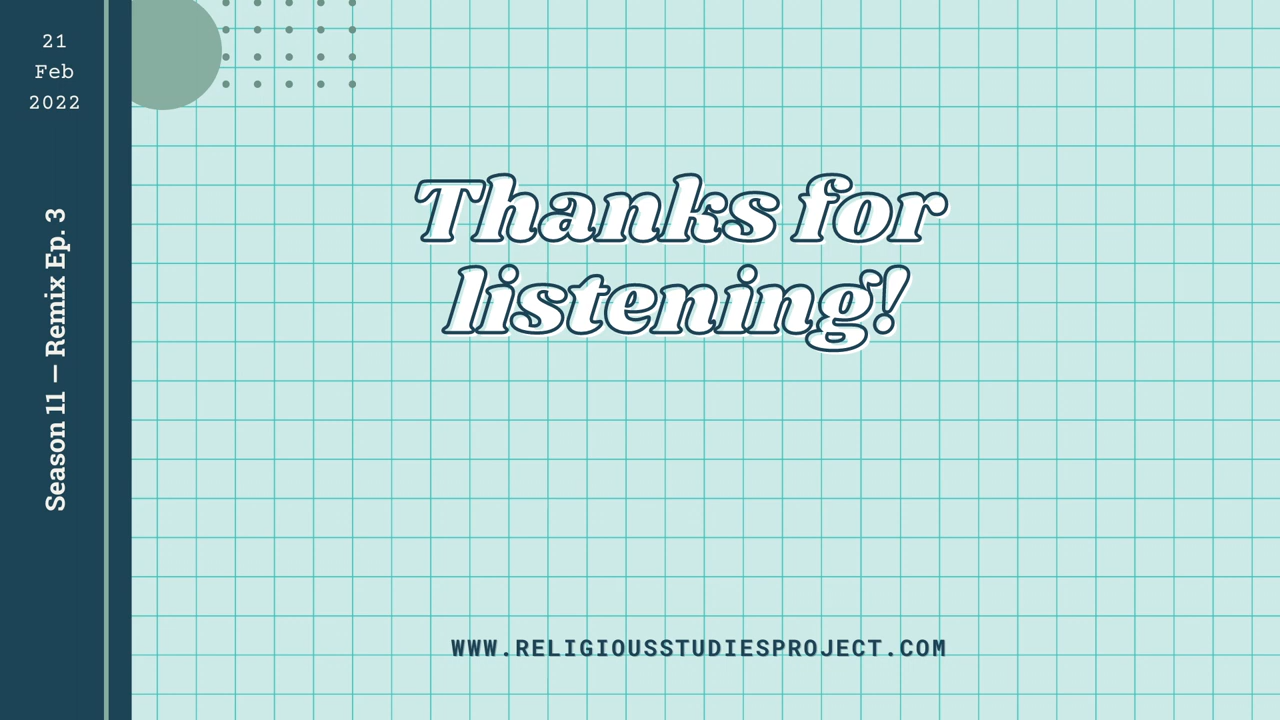 21
Feb
2022
Season 11 — Remix Ep. 3
Thanks for
listening!
WWW.RELIGIOUSSTUDIESPROJECT.COM